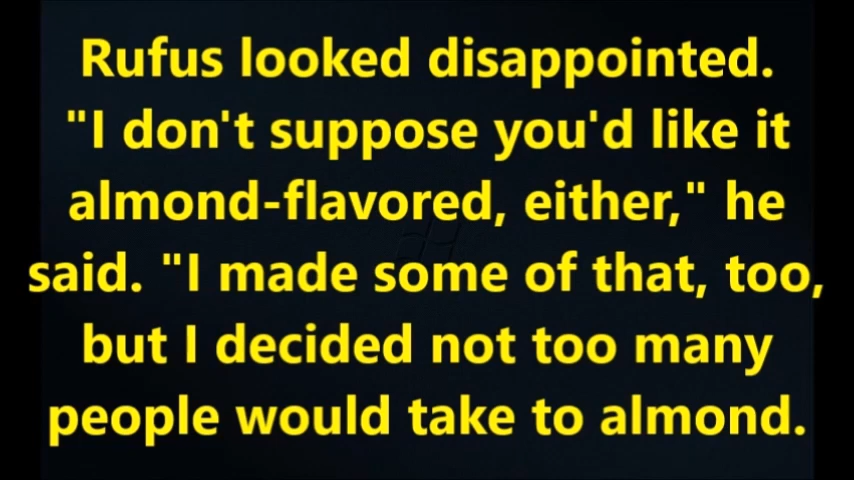 Rufus looked disappointed.
"I don't suppose you'd like it
almond-flavored, either," he
said. "I made some of that, too,
but I decided not too many
people would take to almond.